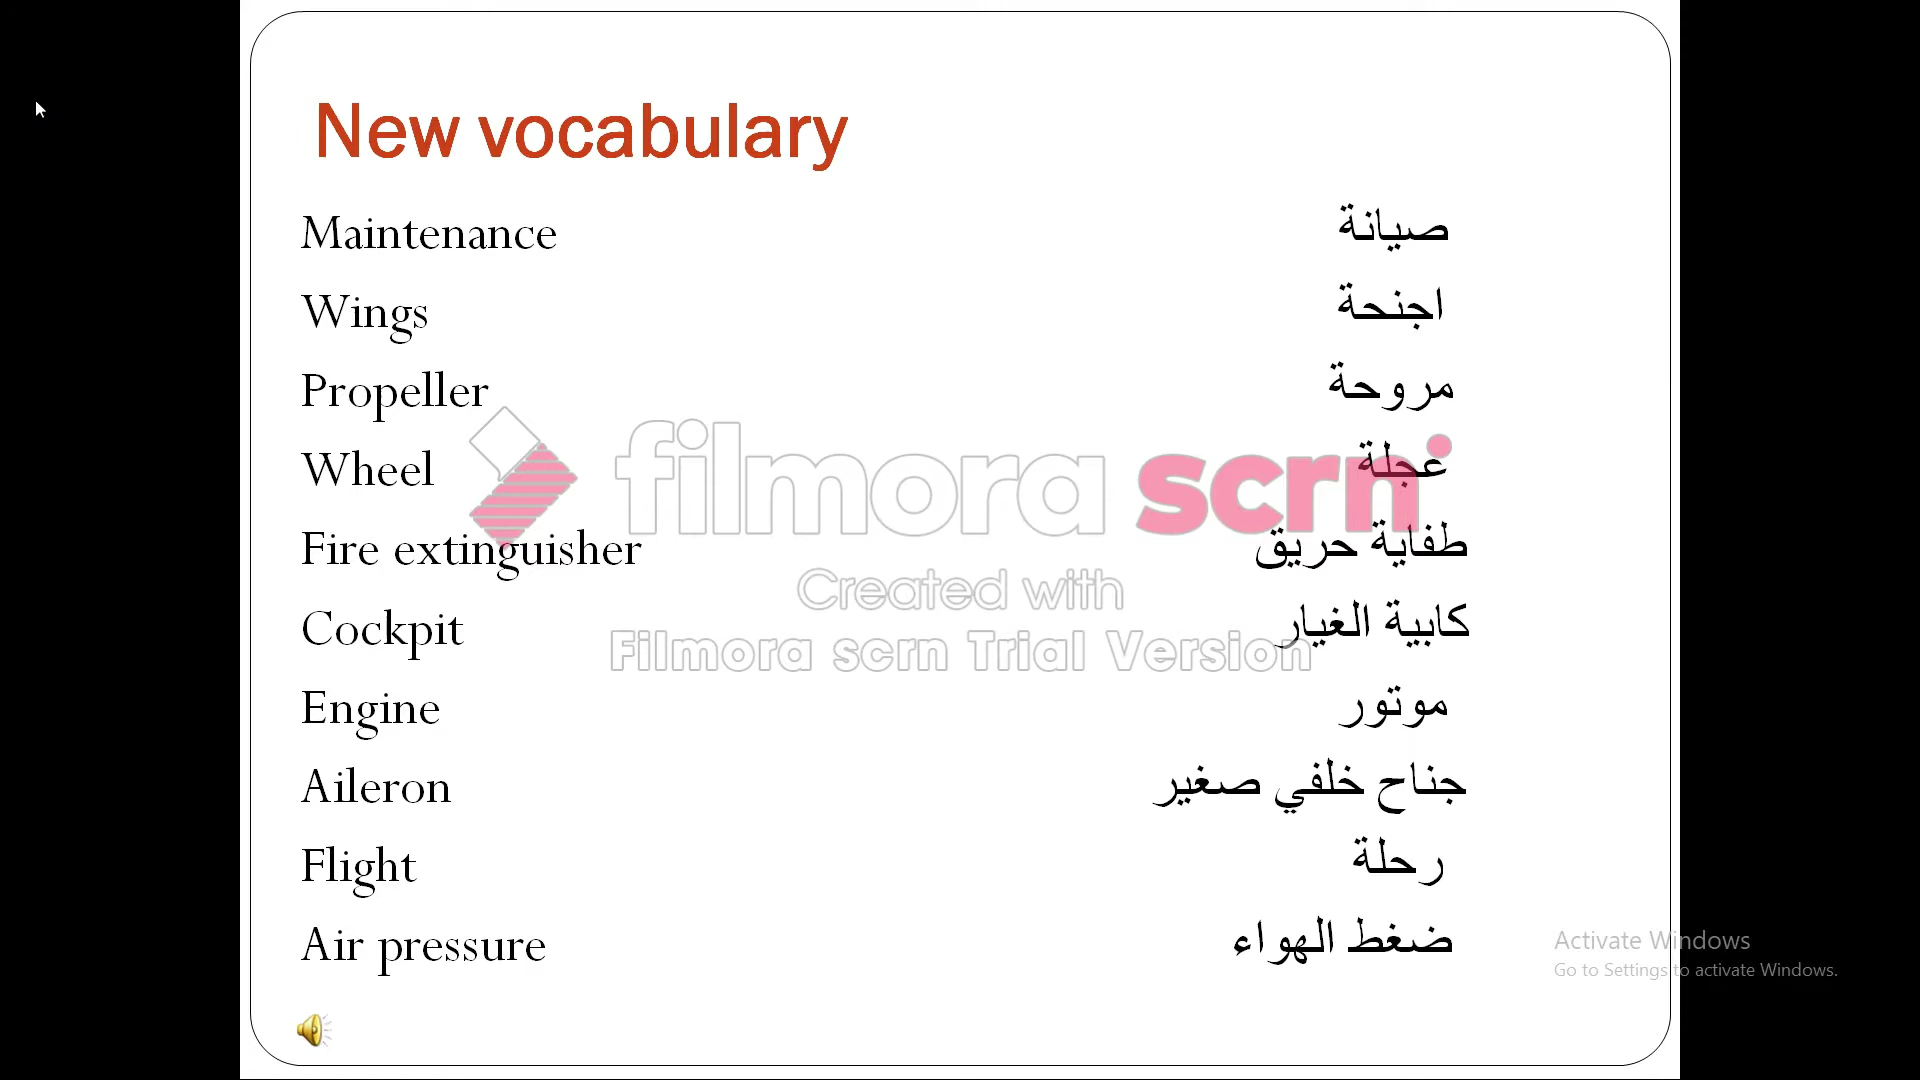 New vocabulary
Maintenance صيانة
Wings اجنحة
Propeller مروحة
Wheel عجلة
Fire extinguisher طفاية حريق
Cockpit كابية الغيار
Engine موتور
Aileron جناح خلفي صغير
Flight رحلة
Air pressure ضغط الهواء
filmora scrn
Created with
Filmora scrn Trial Version
Activate Windows
Go to Settings to activate Windows.